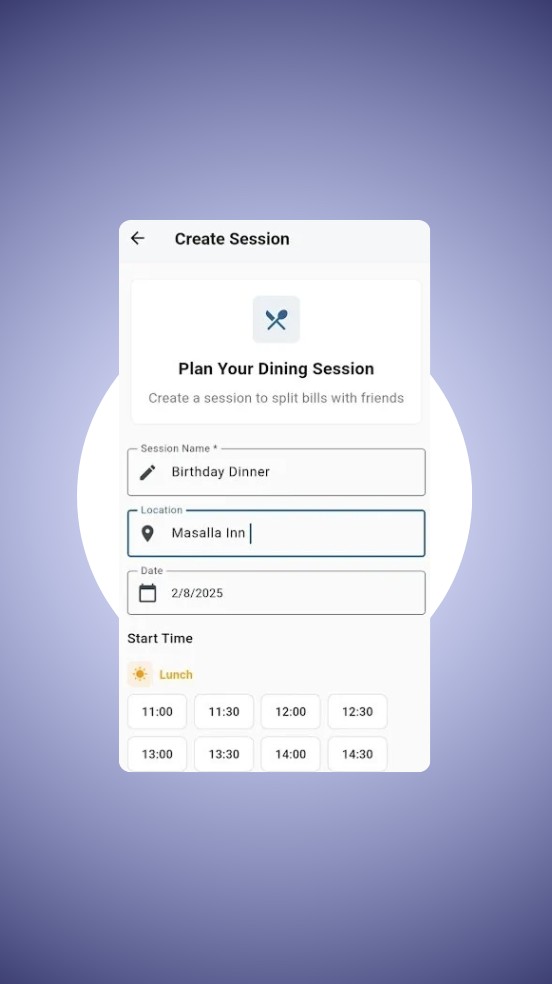 Create Session
Plan Your Dining Session
Create a session to split bills with friends
Session Name *
Birthday Dinner
Location
Masalla Inn
Date
2/8/2025
Start Time
Lunch
11:00 11:30 12:00 12:30
13:00 13:30 14:00 14:30